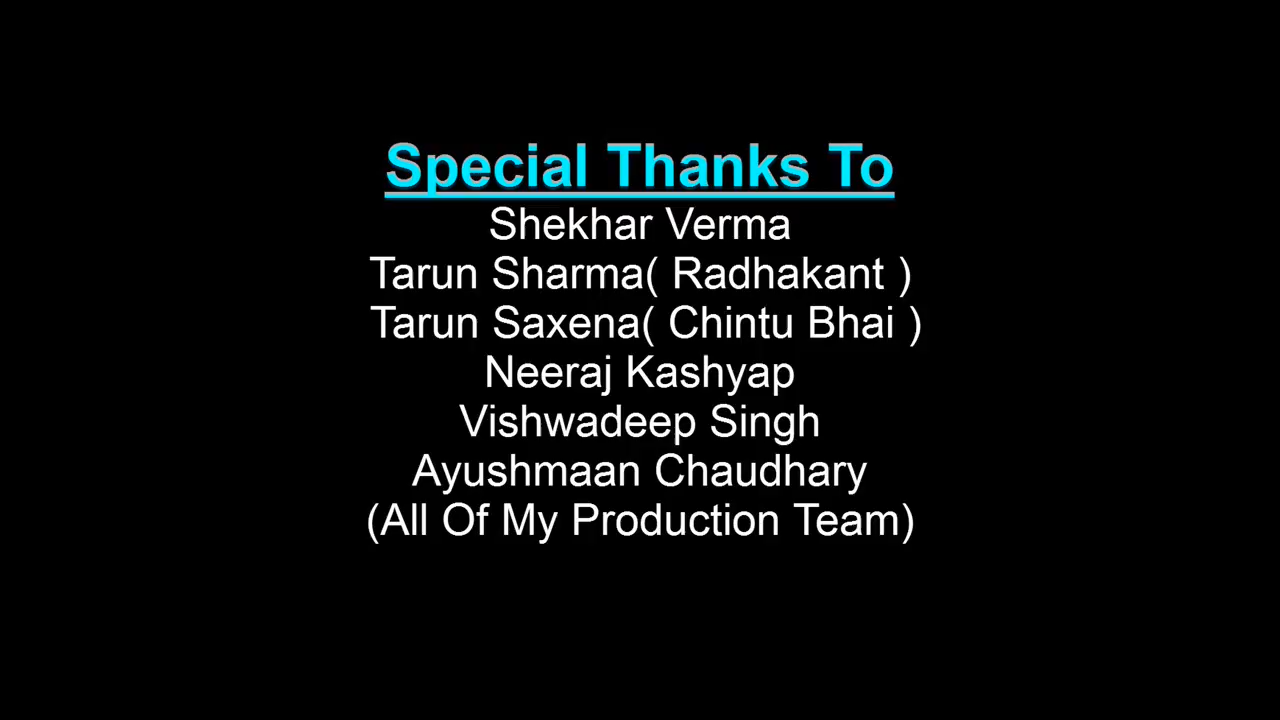 Special Thanks To
Shekhar Verma
Tarun Sharma( Radhakant )
Tarun Saxena( Chintu Bhai )
Neeraj Kashyap
Vishwadeep Singh
Ayushmaan Chaudhary
(All Of My Production Team)